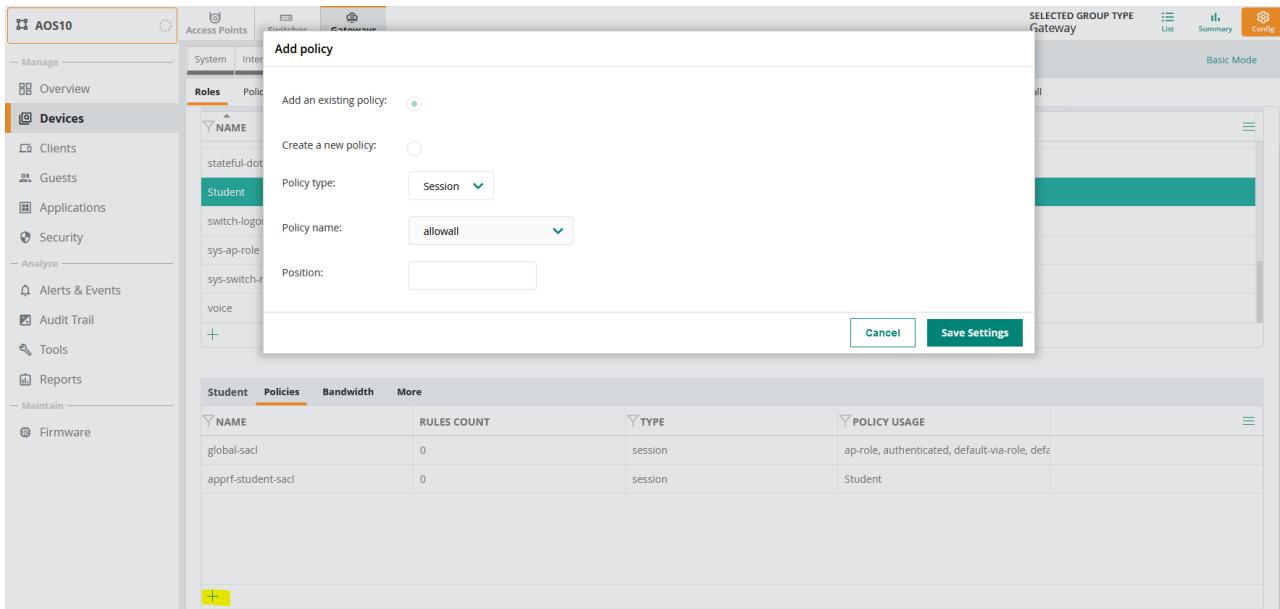 AOS10
Access Points
Switches
Gateways
SELECTED GROUP TYPE
Gateway
List
Summary
Config
Manage
Overview
Devices
Clients
Guests
Applications
Security
Analyze
Alerts & Events
Audit Trail
Tools
Reports
Maintain
Firmware
System
Basic Mode
Roles
NAME
stateful-dot
Student
switch-logo
sys-ap-role
sys-switch-r
voice
+
Add policy
Add an existing policy:
Create a new policy:
Policy type: Session
Policy name: allowall
Position:
Cancel Save Settings
Student Policies Bandwidth More
NAME RULES COUNT TYPE POLICY USAGE
global-sacl 0 session ap-role, authenticated, default-via-role, defa
apprf-student-sacl 0 session Student
+